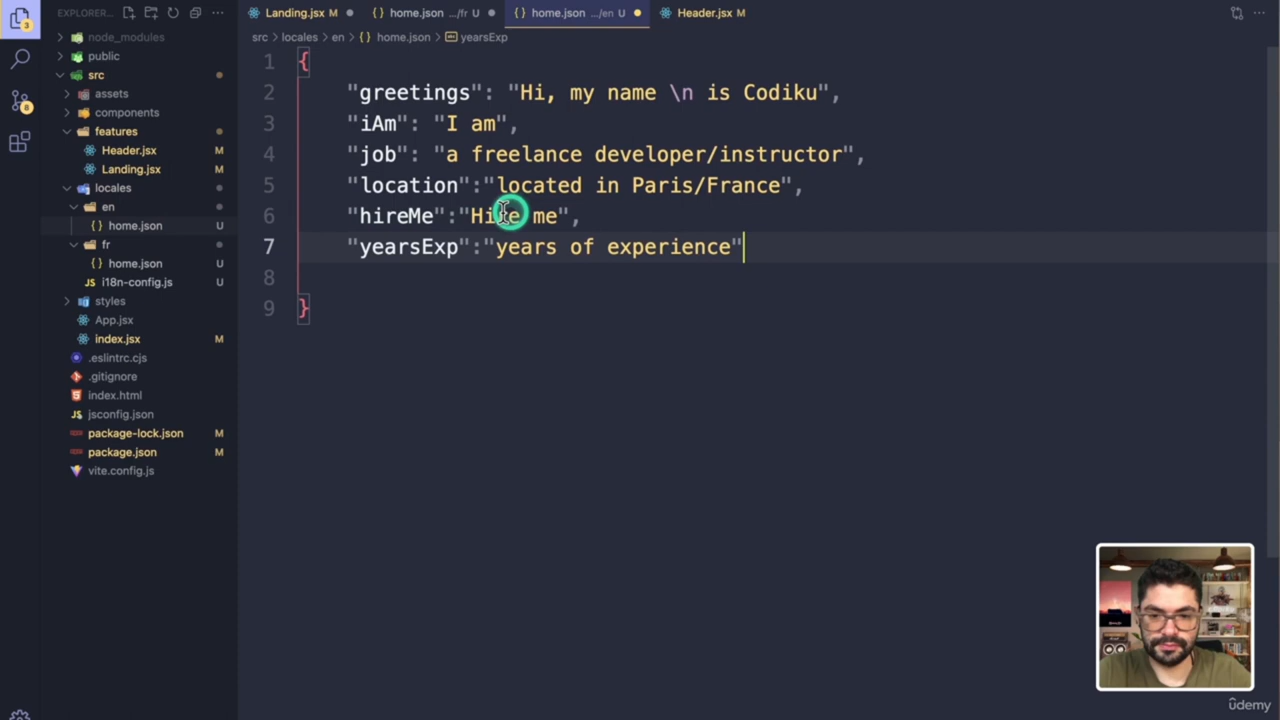 EXPLORER...
Landing.jsx
home.json .../fr U
home.json .../en U
Header.jsx M
3
8
src > locales > en > {} home.json > abc yearsExp
node_modules
public
src
assets
components
features
Header.jsx M
Landing.jsx M
locales
en
home.json U
fr
home.json U
i18n-config.js U
styles
App.jsx
index.jsx M
.eslintrc.cjs
.gitignore
index.html
jsconfig.json
package-lock.json M
package.json M
vite.config.js
1 {
2 "greetings": "Hi, my name \n is Codiku",
3 "iAm": "I am",
4 "job": "a freelance developer/instructor",
5 "location":"located in Paris/France",
6 "hireMe":"Hire me",
7 "yearsExp":"years of experience"
8
9 }
ûdemy